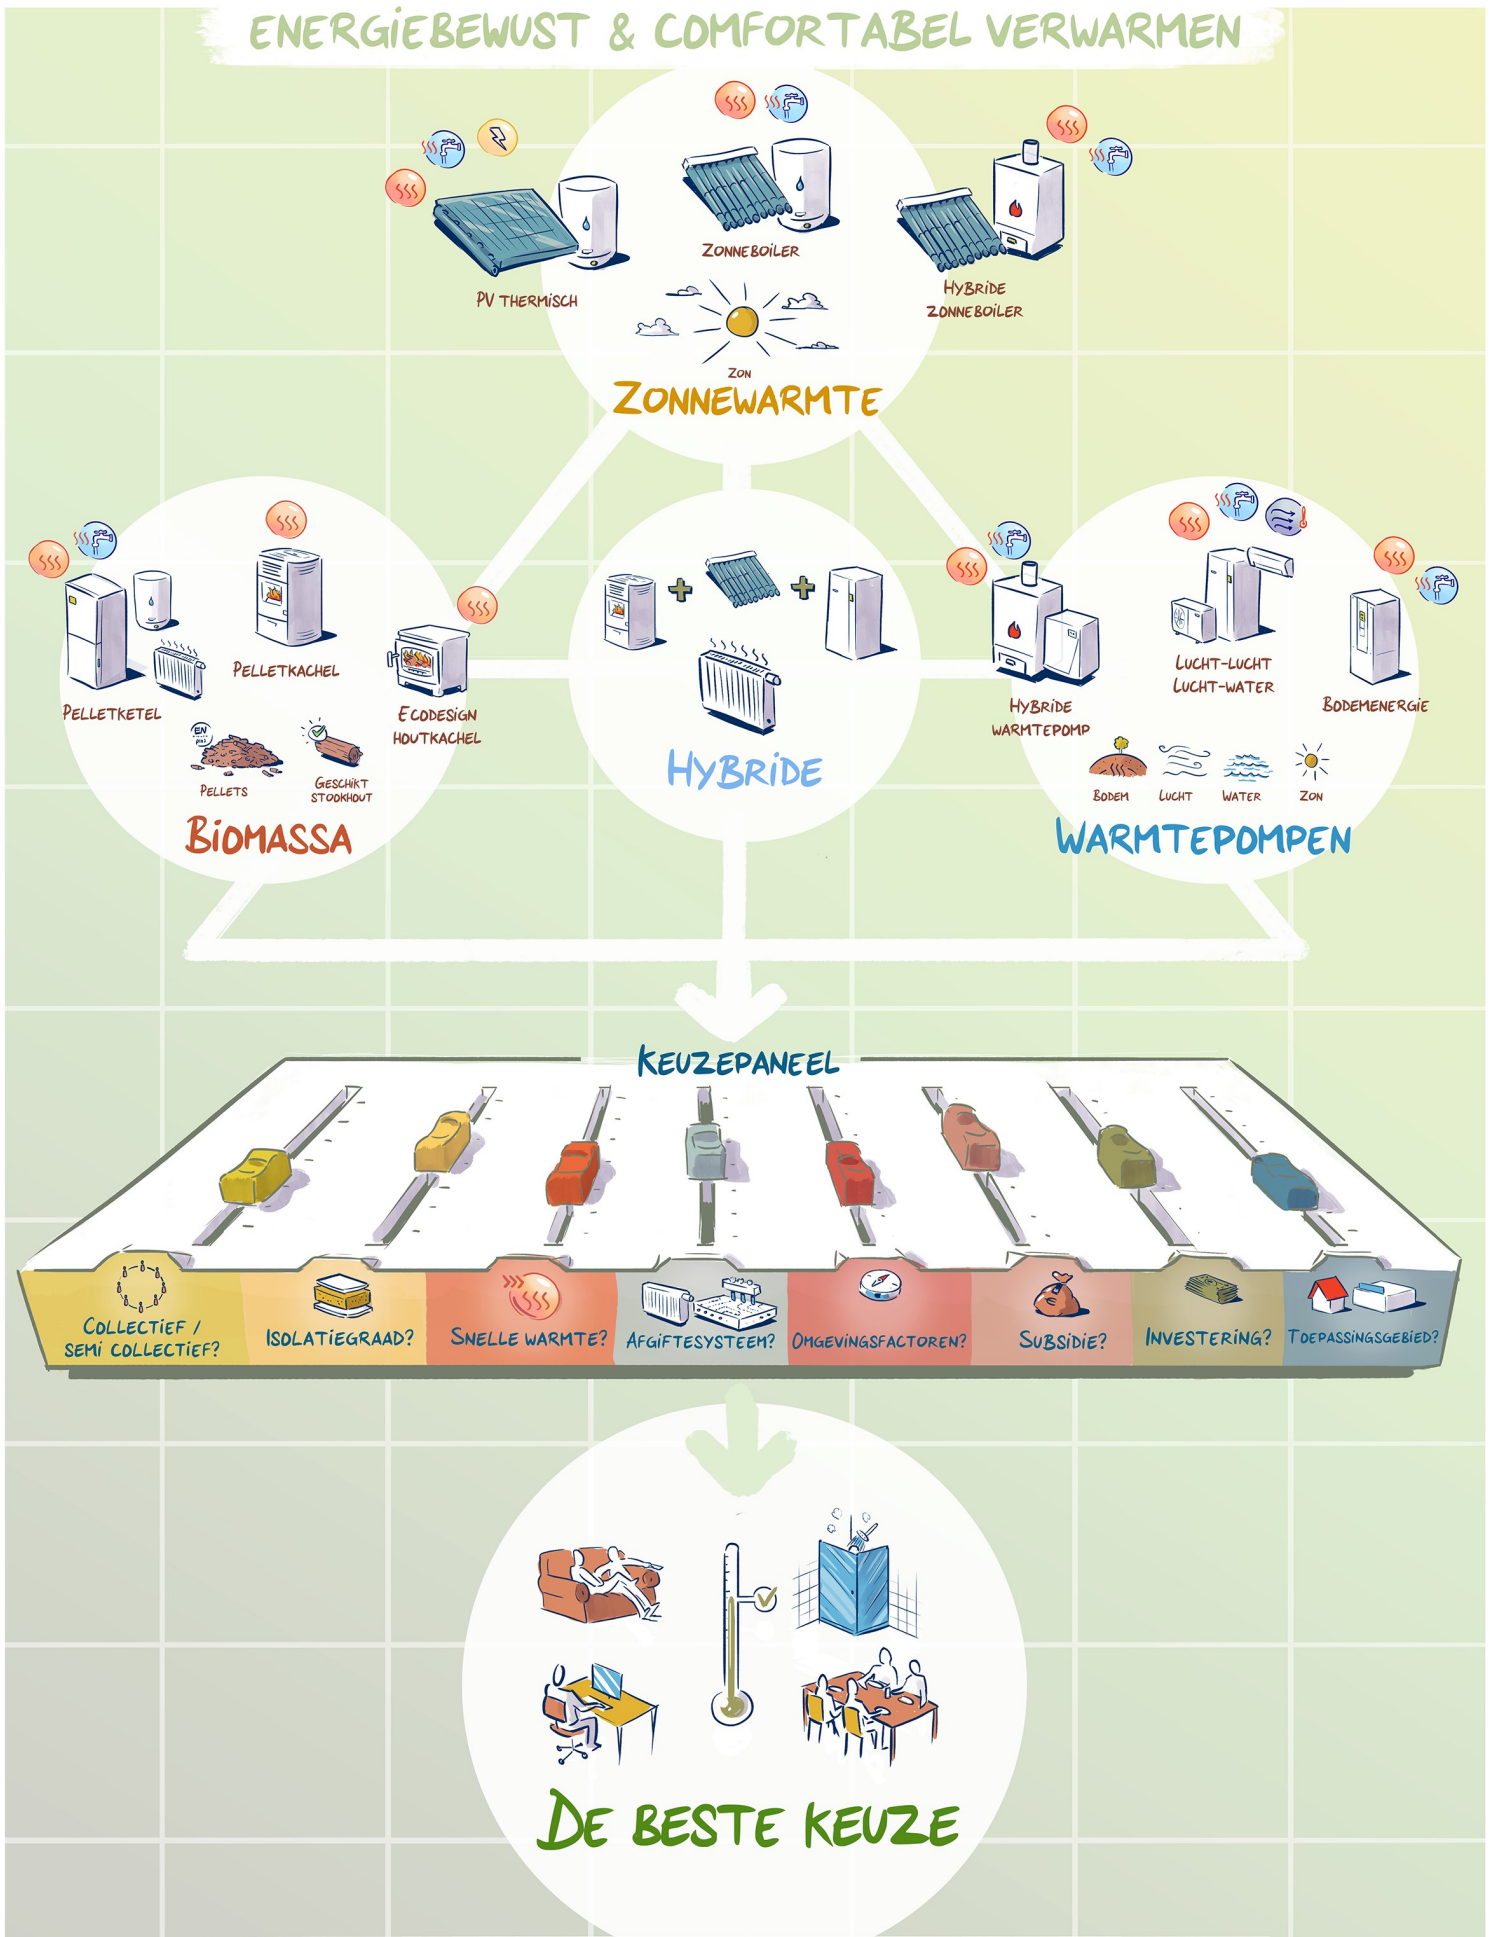 ENERGIEBEWUST & COMFORTABEL VERWARMEN
ZONNEBOILER
PV THERMISCH
HYBRIDE
ZONNEBOILER
ZON
ZONNEWARMTE
PELLETKACHEL
PELLETKETEL
ECODESIGN
HOUTKACHEL
EN
plus
PELLETS
GESCHIKT
STOOKHOUT
BIOMASSA
HYBRIDE
LUCHT-LUCHT
LUCHT-WATER
HYBRIDE
WARMTEPOMP
BODEMENERGIE
BODEM
LUCHT
WATER
ZON
WARMTEPOMPEN
KEUZEPANEEL
COLLECTIEF /
SEMI COLLECTIEF?
ISOLATIEGRAAD?
SNELLE WARMTE?
AFGIFTESYSTEEM?
OMGEVINGSFACTOREN?
SUBSIDIE?
INVESTERING?
TOEPASSINGSGEBIED?
DE BESTE KEUZE